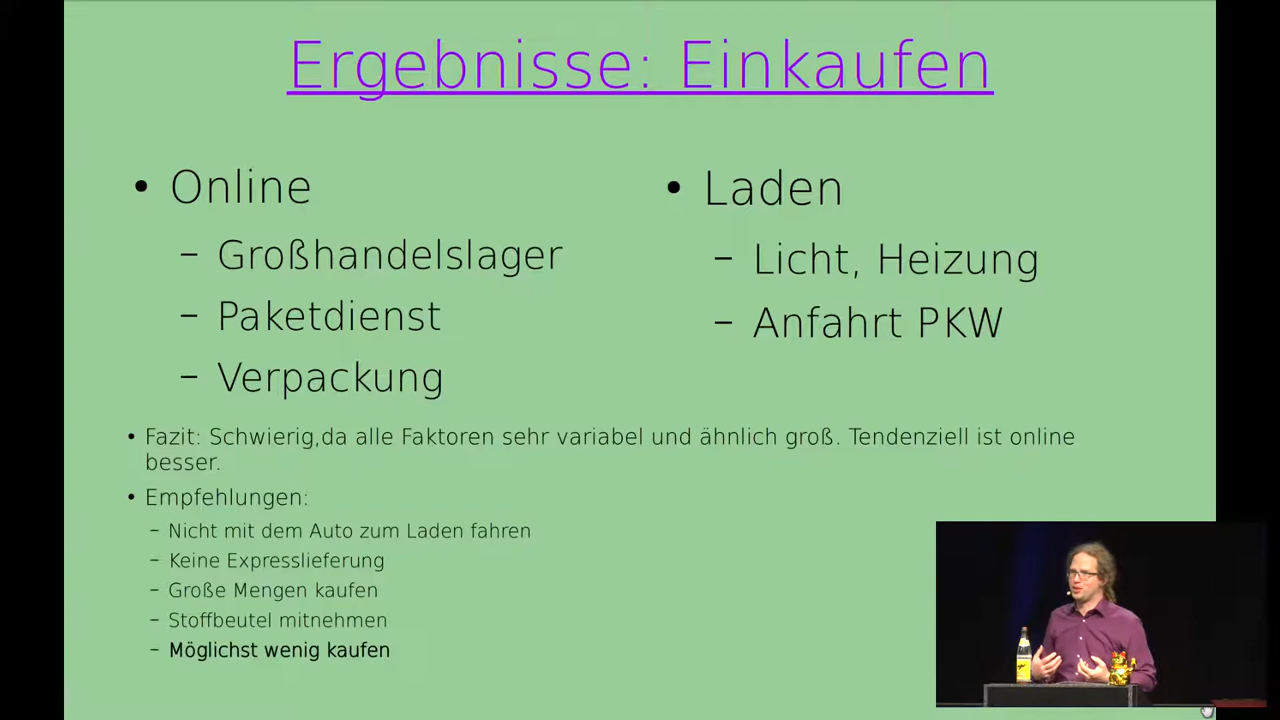 Ergebnisse: Einkaufen
• Online
– Großhandelslager
– Paketdienst
– Verpackung
• Laden
– Licht, Heizung
– Anfahrt PKW
• Fazit: Schwierig,da alle Faktoren sehr variabel und ähnlich groß. Tendenziell ist online
besser.
• Empfehlungen:
– Nicht mit dem Auto zum Laden fahren
– Keine Expresslieferung
– Große Mengen kaufen
– Stoffbeutel mitnehmen
– Möglichst wenig kaufen